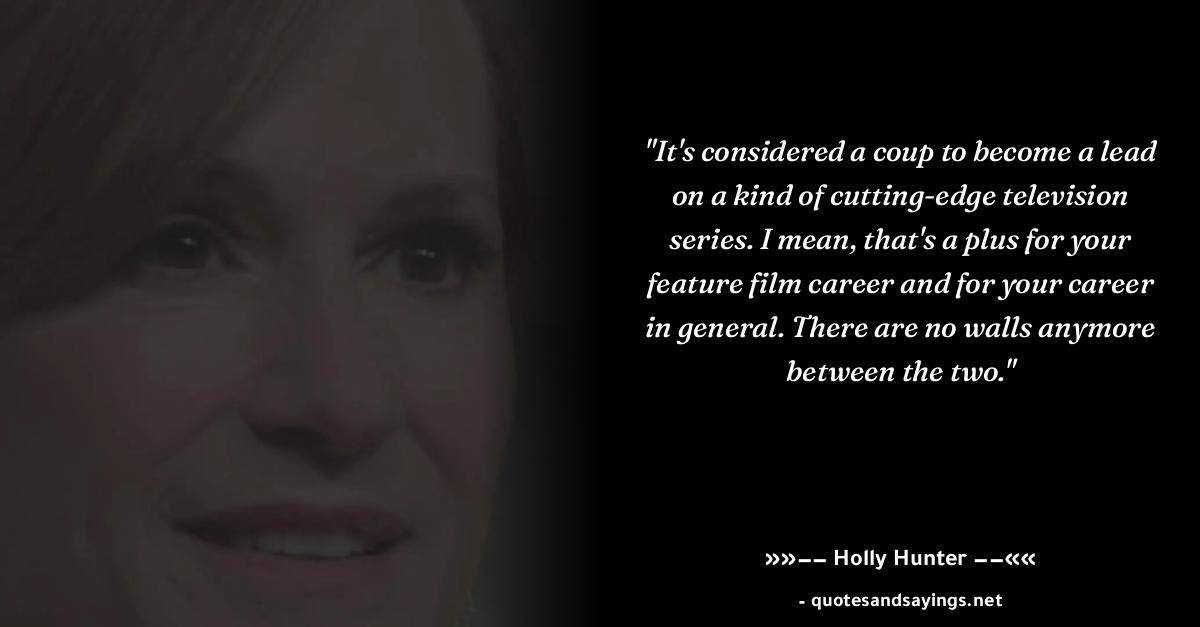 "It's considered a coup to become a lead
on a kind of cutting-edge television
series. I mean, that's a plus for your
feature film career and for your career
in general. There are no walls anymore
between the two."
»»−− Holly Hunter −−««
- quotesandsayings.net